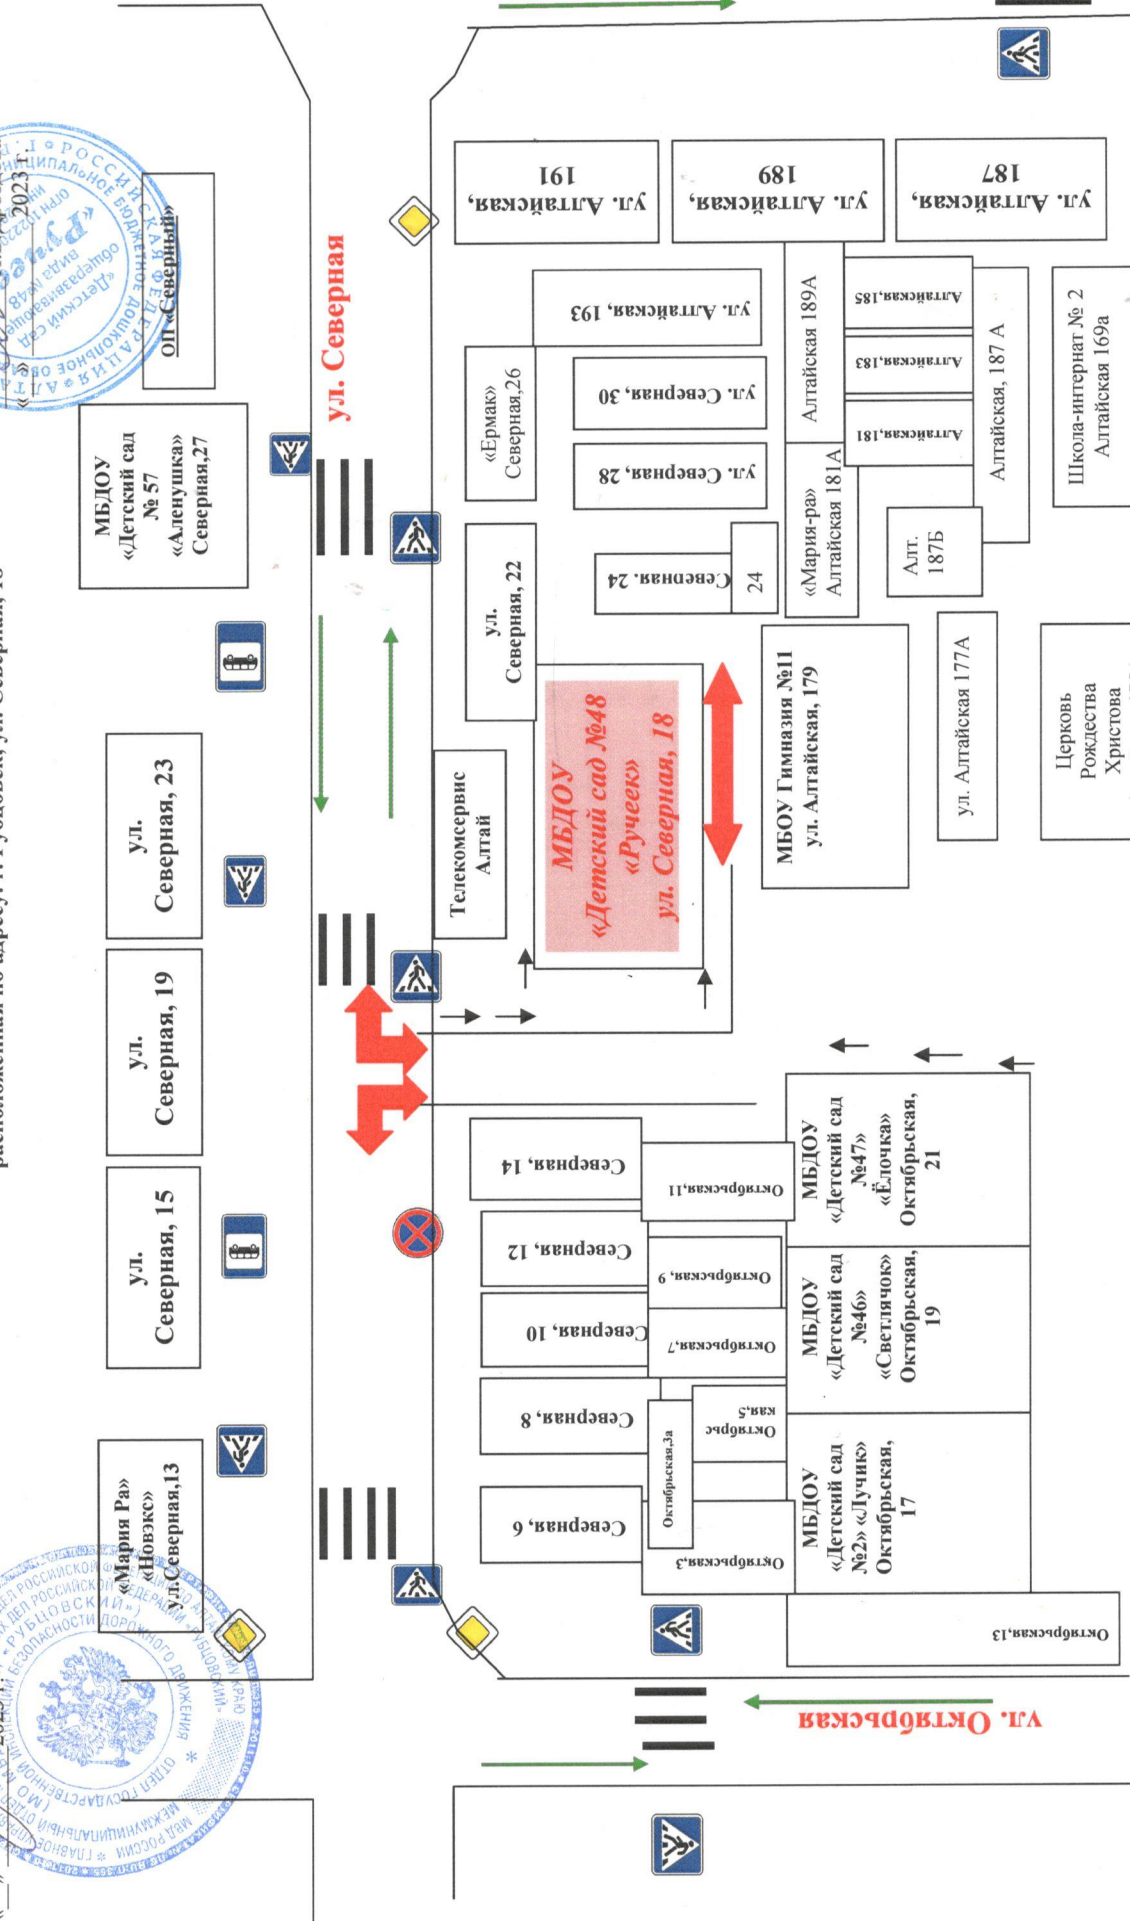 расположенная по адресу: г. Рубцовск, ул. Северная, 18
2023 г.
ул. Северная
«Мария Ра»
«Новэкс»
ул.Северная,13
ул.
Северная, 15
ул.
Северная, 19
ул.
Северная, 23
МБДОУ
«Детский сад
№ 57
«Аленушка»
Северная,27
ОП «Северный»
Телекомсервис
Алтай
ул.
Северная, 22
«Ермак»
Северная,26
ул. Алтайская,
191
ул. Алтайская,
189
ул. Алтайская,
187
ул. Алтайская, 193
ул. Северная, 30
ул. Северная, 28
Северная. 24
24
МБДОУ
«Детский сад №48
«Ручеек»
ул. Северная, 18
Алтайская 189А
«Мария-ра»
Алтайская 181А
Алтайская,185
Алтайская,183
Алтайская,181
Алтайская, 187 А
Алт.
187Б
Школа-интернат № 2
Алтайская 169а
МБОУ Гимназия №11
ул. Алтайская, 179
ул. Алтайская 177А
Церковь
Рождества
Христова
Северная, 14
Северная, 12
Северная, 10
Северная, 8
Северная, 6
Октябрьская,11
Октябрьская, 9
Октябрьская,7
Октябрьс
кая,5
Октябрьская,3а
Октябрьская,3
МБДОУ
«Детский сад
№47»
«Ёлочка»
Октябрьская,
21
МБДОУ
«Детский сад
№46»
«Светлячок»
Октябрьская,
19
МБДОУ
«Детский сад
№2» «Лучик»
Октябрьская,
17
Октябрьская,13
ул. Октябрьская